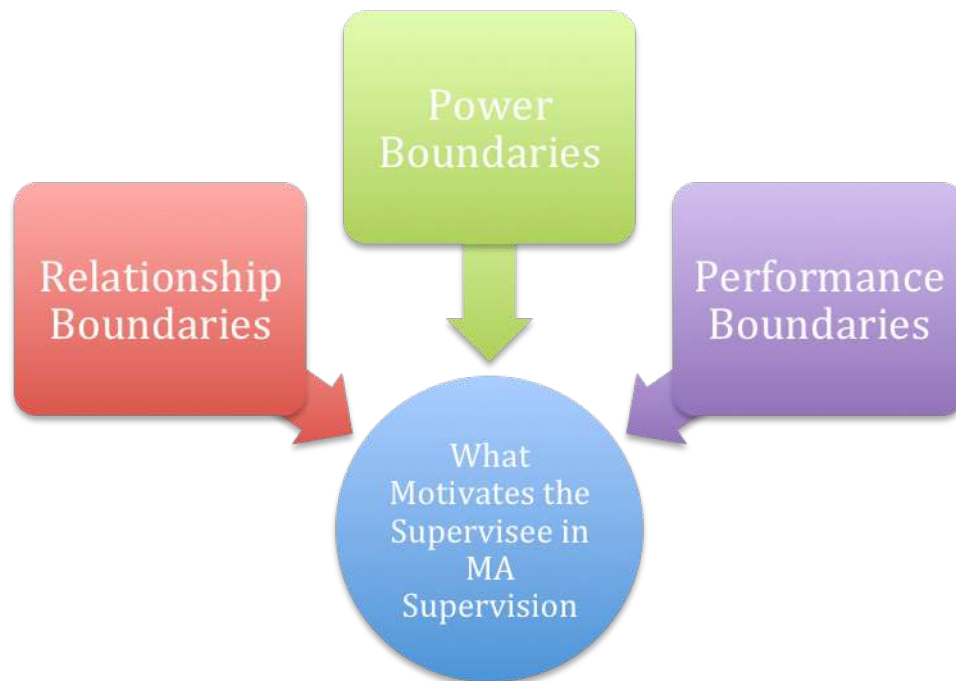 Power
Boundaries
Relationship
Boundaries
Performance
Boundaries
What
Motivates the
Supervisee in
MA
Supervision